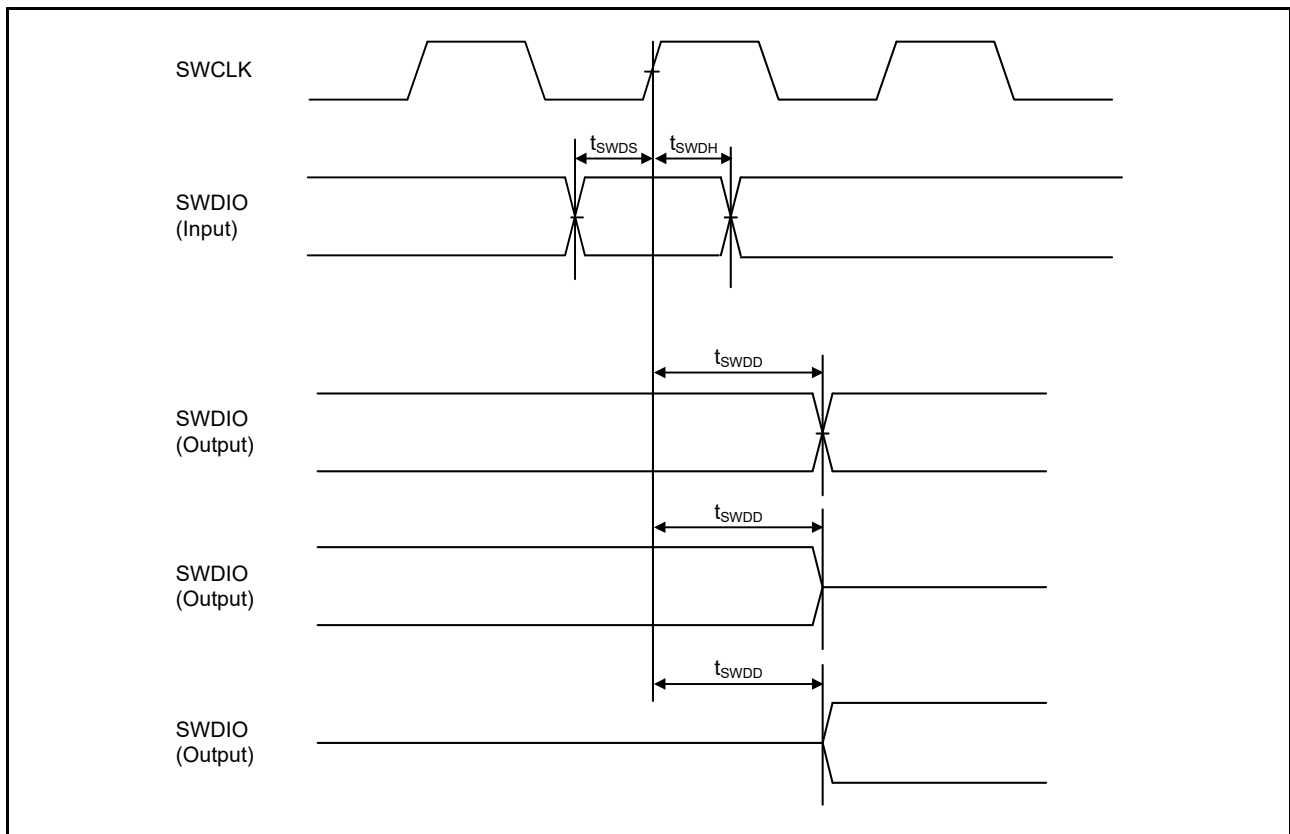 SWCLK
tSWDS
tSWDH
SWDIO
(Input)
tSWDD
SWDIO
(Output)
tSWDD
SWDIO
(Output)
tSWDD
SWDIO
(Output)